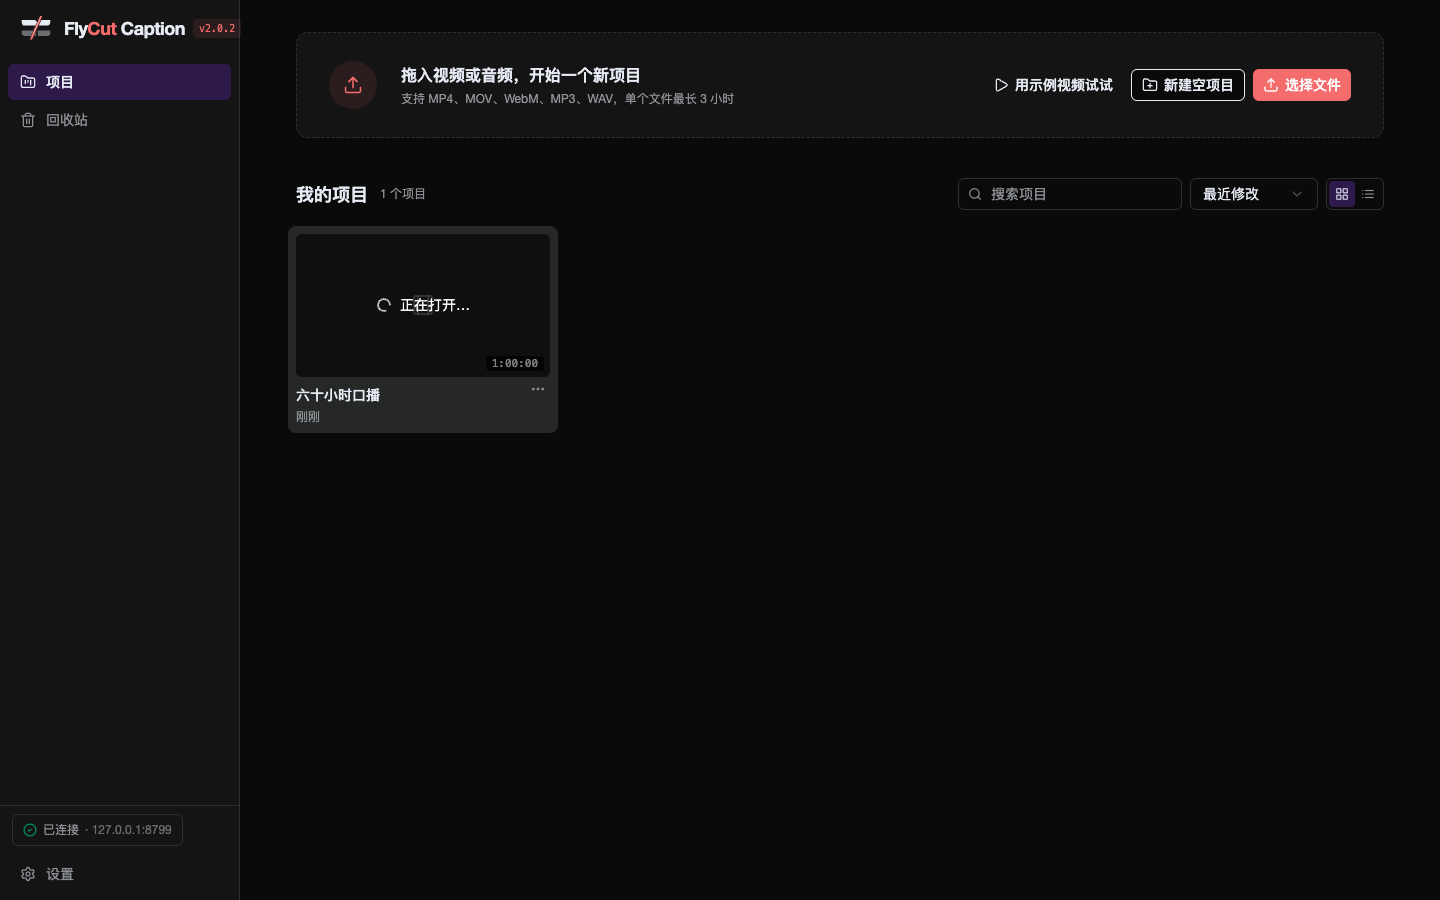 FlyCut Caption v2.0.2
项目
回收站
拖入视频或音频，开始一个新项目
支持 MP4、MOV、WebM、MP3、WAV，单个文件最长 3 小时
用示例视频试试
新建空项目
选择文件
我的项目 1 个项目
搜索项目
最近修改
正在打开...
1:00:00
六十小时口播
刚刚
已连接 · 127.0.0.1:8799
设置